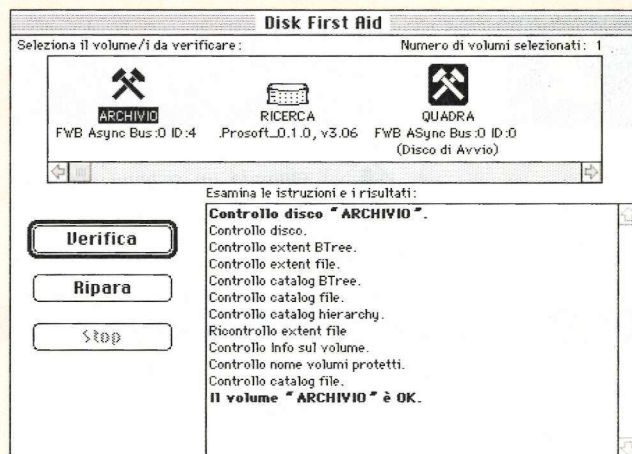 Disk First Aid
Seleziona il volume/i da verificare: Numero di volumi selezionati: 1
ARCHIVIO RICERCA QUADRA
FWB Async Bus:0 ID:4 .Prosoft_0.1.0, v3.06 FWB ASync Bus:0 ID:0
(Disco di Avvio)
Esamina le istruzioni e i risultati:
Verifica
Ripara
Stop
Controllo disco "ARCHIVIO".
Controllo disco.
Controllo extent BTree.
Controllo extent file.
Controllo catalog BTree.
Controllo catalog file.
Controllo catalog hierarchy.
Ricontrollo extent file
Controllo Info sul volume.
Controllo nome volumi protetti.
Controllo catalog file.
Il volume "ARCHIVIO" è OK.